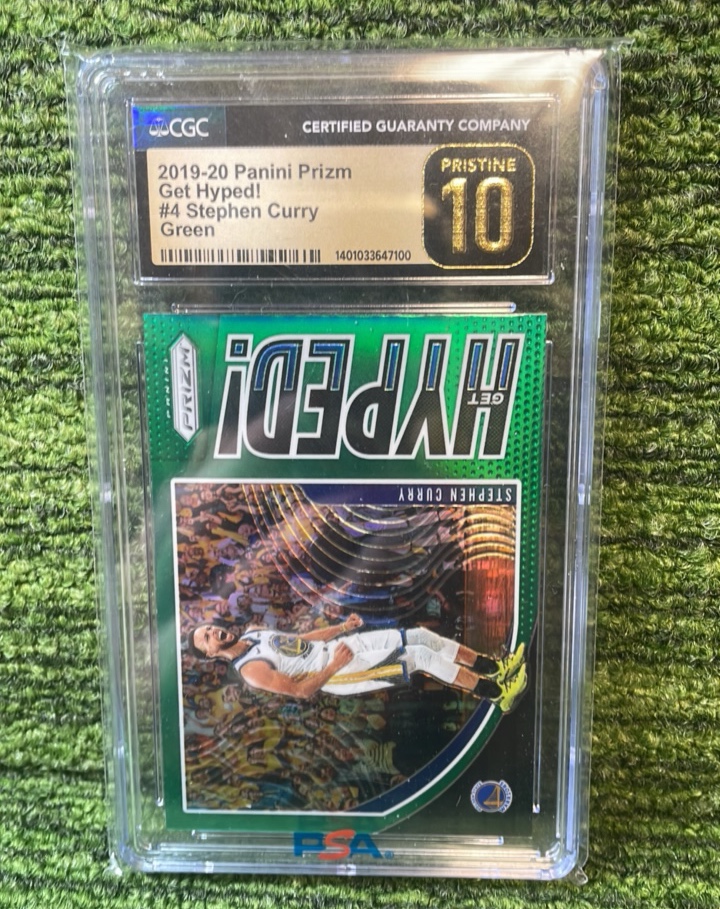 CGC
CERTIFIED GUARANTY COMPANY
2019-20 Panini Prizm
Get Hyped!
#4 Stephen Curry
Green
PRISTINE
10
1401033647100
GET
HYPED!
PANINI
PRIZM
STEPHEN CURRY
PSA